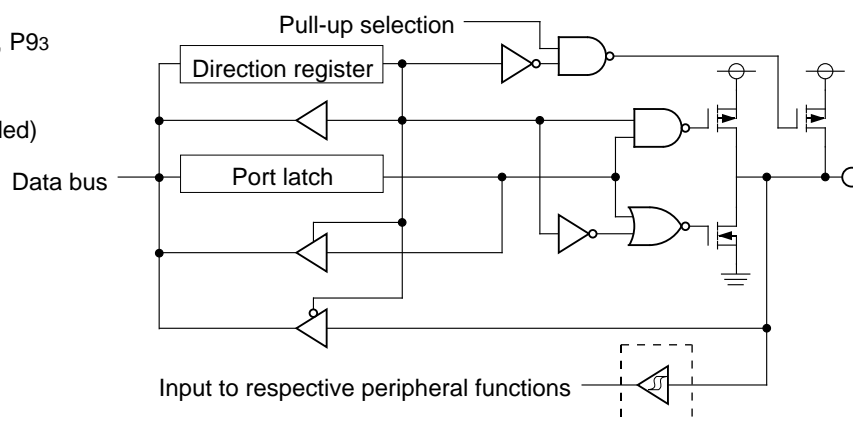 Pull-up selection
, P93
Direction register
led)
Data bus
Port latch
Input to respective peripheral functions